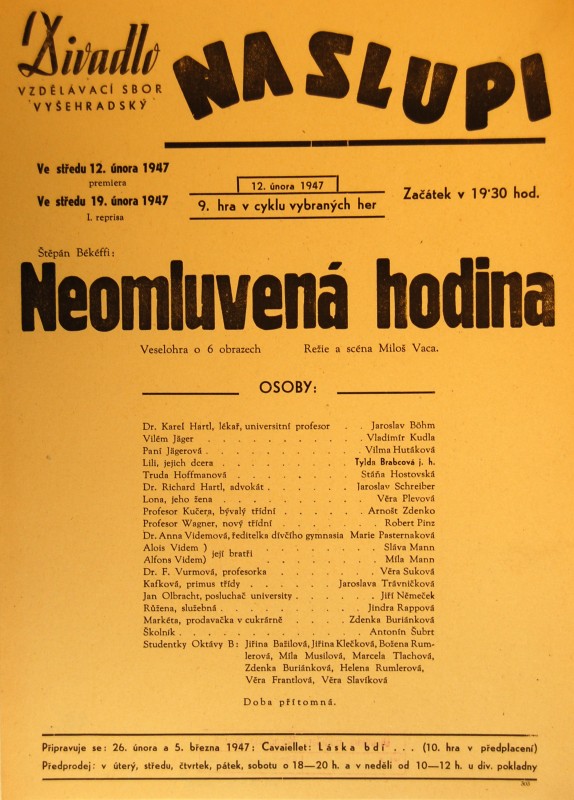 Divadlo
VZDĚLÁVACÍ SBOR
VYŠEHRADSKÝ
NA SLUPI
Ve středu 12. února 1947
premiera
Ve středu 19. února 1947
I. reprisa
12. února 1947
9. hra v cyklu vybraných her
Začátek v 19·30 hod.
Štěpán Békéffi:
Neomluvená hodina
Veselohra o 6 obrazech Režie a scéna Miloš Vaca.
OSOBY:
Dr. Karel Hartl, lékař, universitní profesor . . Jaroslav Böhm
Vilém Jäger . . . . . . . . . . . Vladimír Kudla
Paní Jägerová . . . . . . . . . . Vilma Hutáková
Lili, jejich dcera . . . . . . . . . Tylda Brabcová j. h.
Truda Hoffmanová . . . . . . . . . Stáňa Hostovská
Dr. Richard Hartl, advokát . . . . . . . Jaroslav Schreiber
Lona, jeho žena . . . . . . . . . . Věra Plevová
Profesor Kučera, bývalý třídní . . . . . . Arnošt Zdenko
Profesor Wagner, nový třídní . . . . . . . Robert Pinz
Dr. Anna Videmová, ředitelka dívčího gymnasia Marie Pasternaková
Alois Videm ) její bratři . . . . . . . Sláva Mann
Alfons Videm) . . . . . . . Míla Mann
Dr. F. Vurmová, profesorka . . . . . . . Věra Suková
Kafková, primus třídy . . . . . . Jaroslava Trávníčková
Jan Olbracht, posluchač university . . . . . . Jiří Němeček
Růžena, služebná . . . . . . . . . Jindra Rappová
Markéta, prodavačka v cukrárně . . . . Zdenka Buriánková
Školník . . . . . . . . . . . . Antonín Šubrt
Studentky Oktávy B: Jiřina Bažilová, Jiřina Klečková, Božena Rum-
lerová, Míla Musilová, Marcela Tlachová,
Zdenka Buriánková, Helena Rumlerová,
Věra Frantlová, Věra Slavíková
Doba přítomná.
Připravuje se: 26. února a 5. března 1947; Cavaiellet: Láska bdí . . . (10. hra v předplacení)
Předprodej: v úterý, středu, čtvrtek, pátek, sobotu o 18—20 h. a v neděli od 10—12 h. u div. pokladny